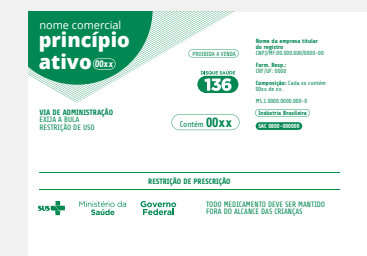 nome comercial
princípio
ativo 00xx
PROIBIDA A VENDA
DISQUE SAÚDE
136
Nome da empresa titular
do registro
CNPJ/MF:00.000.000/0000-00
Farm. Resp.:
CRF/UF: 0000
Composição: Cada xx contém
00xx de xx.
MS.1.0000.0000.000-0
Indústria Brasileira
SAC 0800-000000
VIA DE ADMINISTRAÇÃO
EXIJA A BULA
RESTRIÇÃO DE USO
Contém 00xx
RESTRIÇÃO DE PRESCRIÇÃO
SUS
Ministério da
Saúde
Governo
Federal
TODO MEDICAMENTO DEVE SER MANTIDO
FORA DO ALCANCE DAS CRIANÇAS